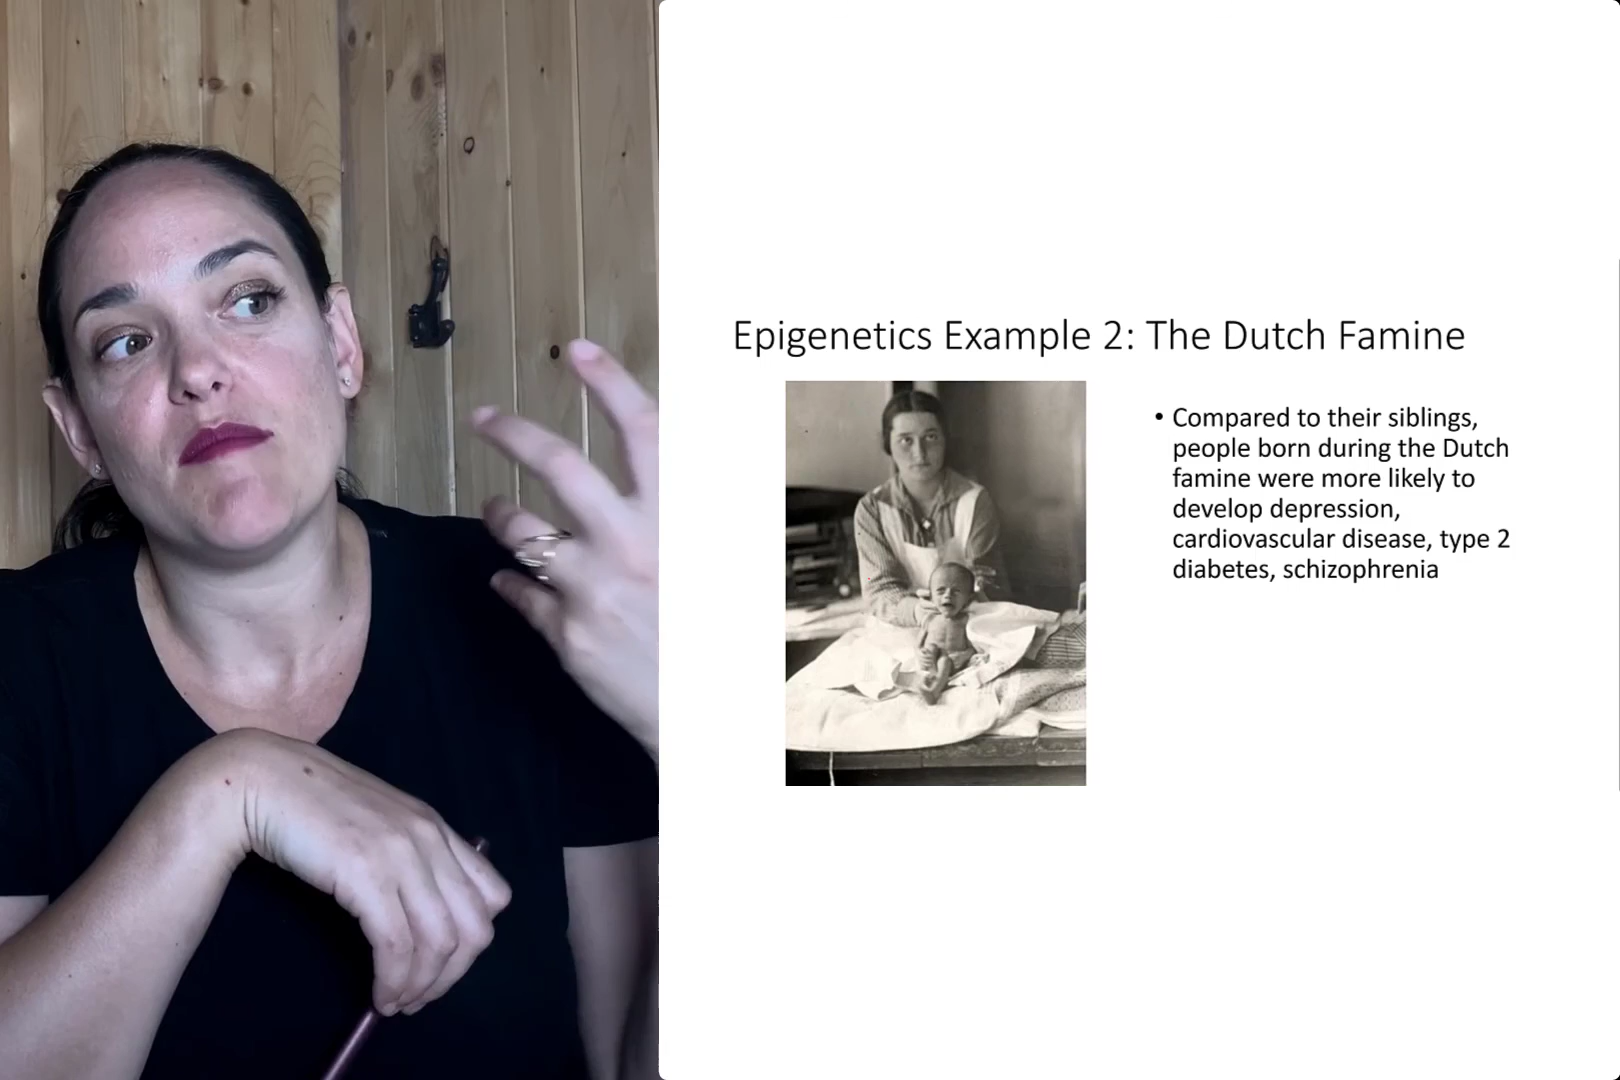 Epigenetics Example 2: The Dutch Famine
• Compared to their siblings,
people born during the Dutch
famine were more likely to
develop depression,
cardiovascular disease, type 2
diabetes, schizophrenia